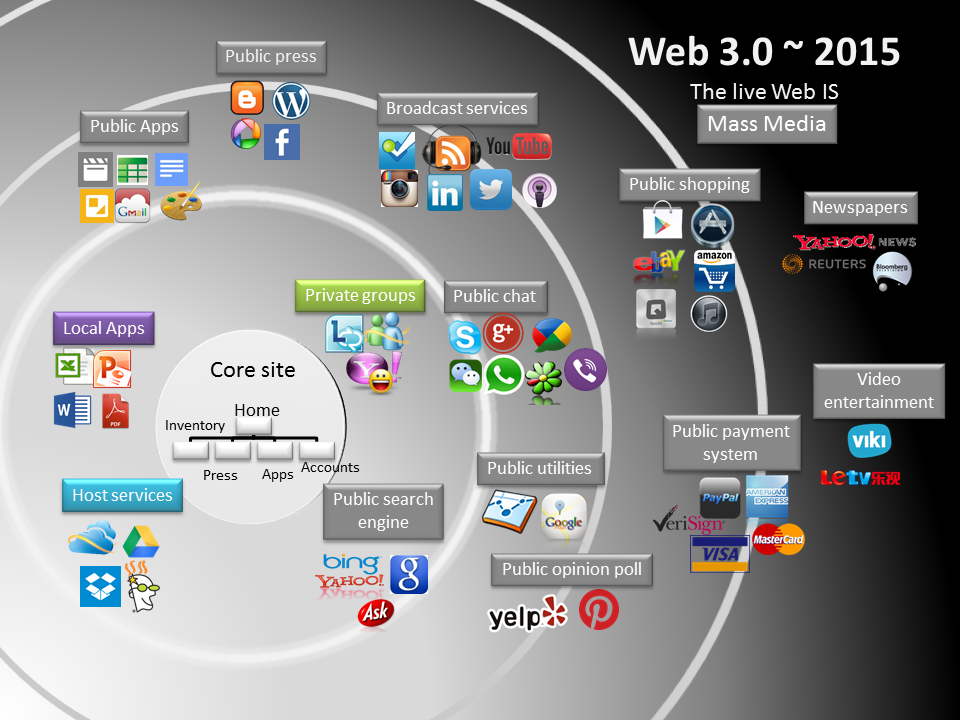 Web 3.0 ~ 2015
The live Web IS
Mass Media
Public press
Public Apps
Gmail
Broadcast services
You Tube
in
Public shopping
ebay
amazon
Newspapers
YAHOO! NEWS
REUTERS
Bloomberg
Local Apps
X
P
W
PDF
Private groups
L
Y!
Public chat
S
g+
Core site
Home
Inventory
Press
Apps
Accounts
Video
entertainment
viki
Letv乐视
Public payment
system
PayPal
AMERICAN
EXPRESS
VeriSign
VISA
MasterCard
Host services
Public search
engine
bing
YAHOO!
g
Ask
Public utilities
Google
Public opinion poll
yelp